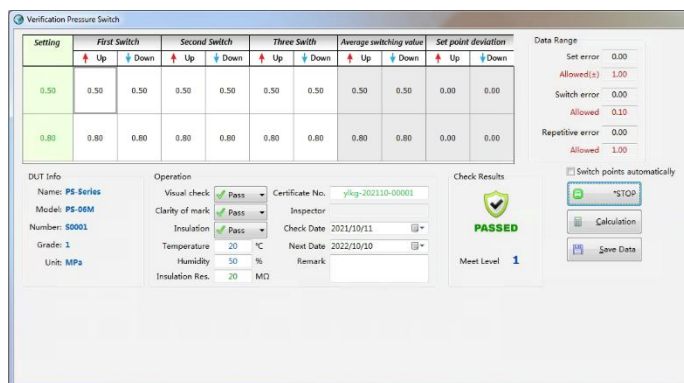 Verification Pressure Switch
Setting First Switch Second Switch Three Swith Average switching value Set point deviation
Up Down Up Down Up Down Up Down Up Down
0.50 0.50 0.50 0.50 0.50 0.50 0.50 0.50 0.50 0.00 0.00
0.80 0.80 0.80 0.80 0.80 0.80 0.80 0.80 0.80 0.00 0.00
Data Range
Set error 0.00
Allowed(±) 1.00
Switch error 0.00
Allowed 0.10
Repetitive error 0.00
Allowed 1.00
DUT Info
Name: PS-Series
Model: PS-06M
Number: S0001
Grade: 1
Unit: MPa
Operation
Visual check Pass Certificate No. ylkg-202110-00001
Clarity of mark Pass Inspector
Insulation Pass Check Date 2021/10/11
Temperature 20 °C Next Date 2022/10/10
Humidity 50 % Remark
Insulation Res. 20 MΩ
Check Results
PASSED
Meet Level 1
Switch points automatically
*STOP
Calculation
Save Data